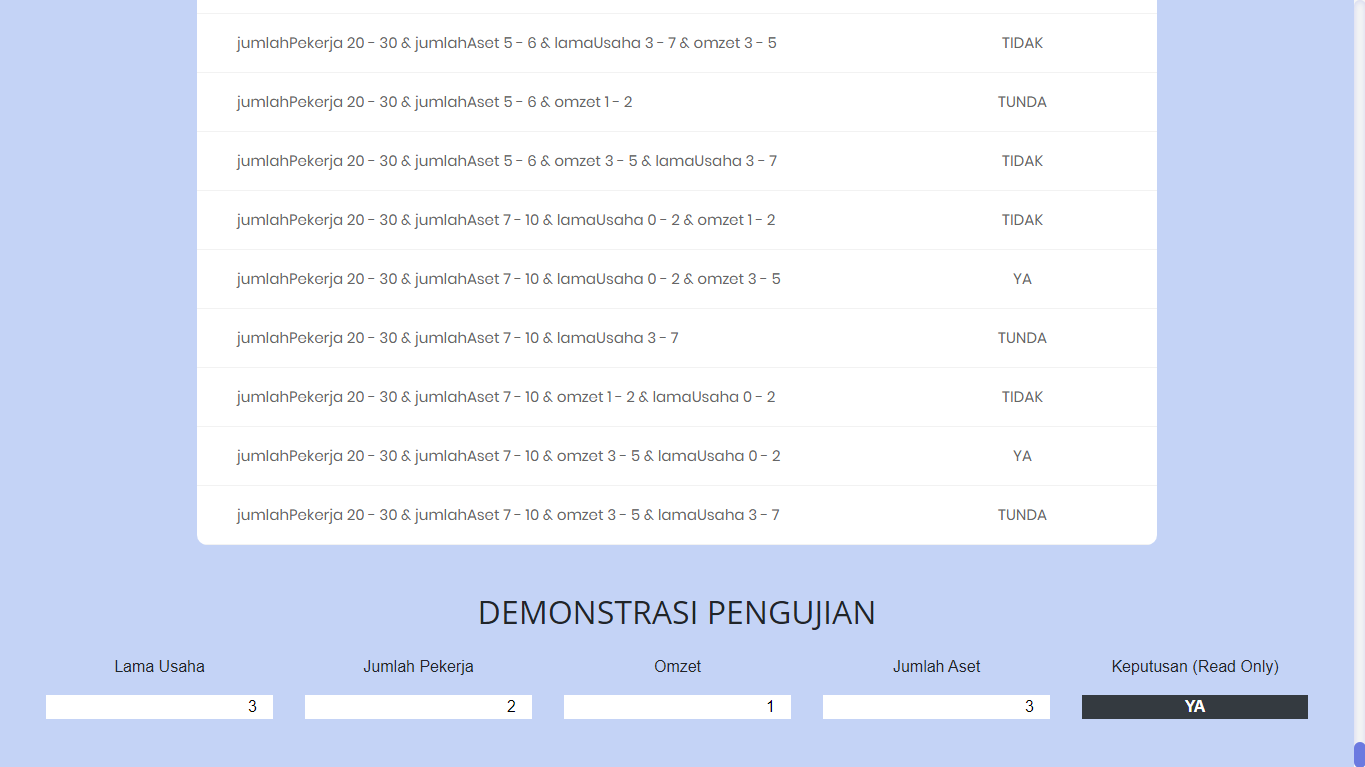 jumlahPekerja 20 - 30 & jumlahAset 5 - 6 & lamaUsaha 3 - 7 & omzet 3 - 5 TIDAK
jumlahPekerja 20 - 30 & jumlahAset 5 - 6 & omzet 1 - 2 TUNDA
jumlahPekerja 20 - 30 & jumlahAset 5 - 6 & omzet 3 - 5 & lamaUsaha 3 - 7 TIDAK
jumlahPekerja 20 - 30 & jumlahAset 7 - 10 & lamaUsaha 0 - 2 & omzet 1 - 2 TIDAK
jumlahPekerja 20 - 30 & jumlahAset 7 - 10 & lamaUsaha 0 - 2 & omzet 3 - 5 YA
jumlahPekerja 20 - 30 & jumlahAset 7 - 10 & lamaUsaha 3 - 7 TUNDA
jumlahPekerja 20 - 30 & jumlahAset 7 - 10 & omzet 1 - 2 & lamaUsaha 0 - 2 TIDAK
jumlahPekerja 20 - 30 & jumlahAset 7 - 10 & omzet 3 - 5 & lamaUsaha 0 - 2 YA
jumlahPekerja 20 - 30 & jumlahAset 7 - 10 & omzet 3 - 5 & lamaUsaha 3 - 7 TUNDA
DEMONSTRASI PENGUJIAN
Lama Usaha Jumlah Pekerja Omzet Jumlah Aset Keputusan (Read Only)
3 2 1 3 YA